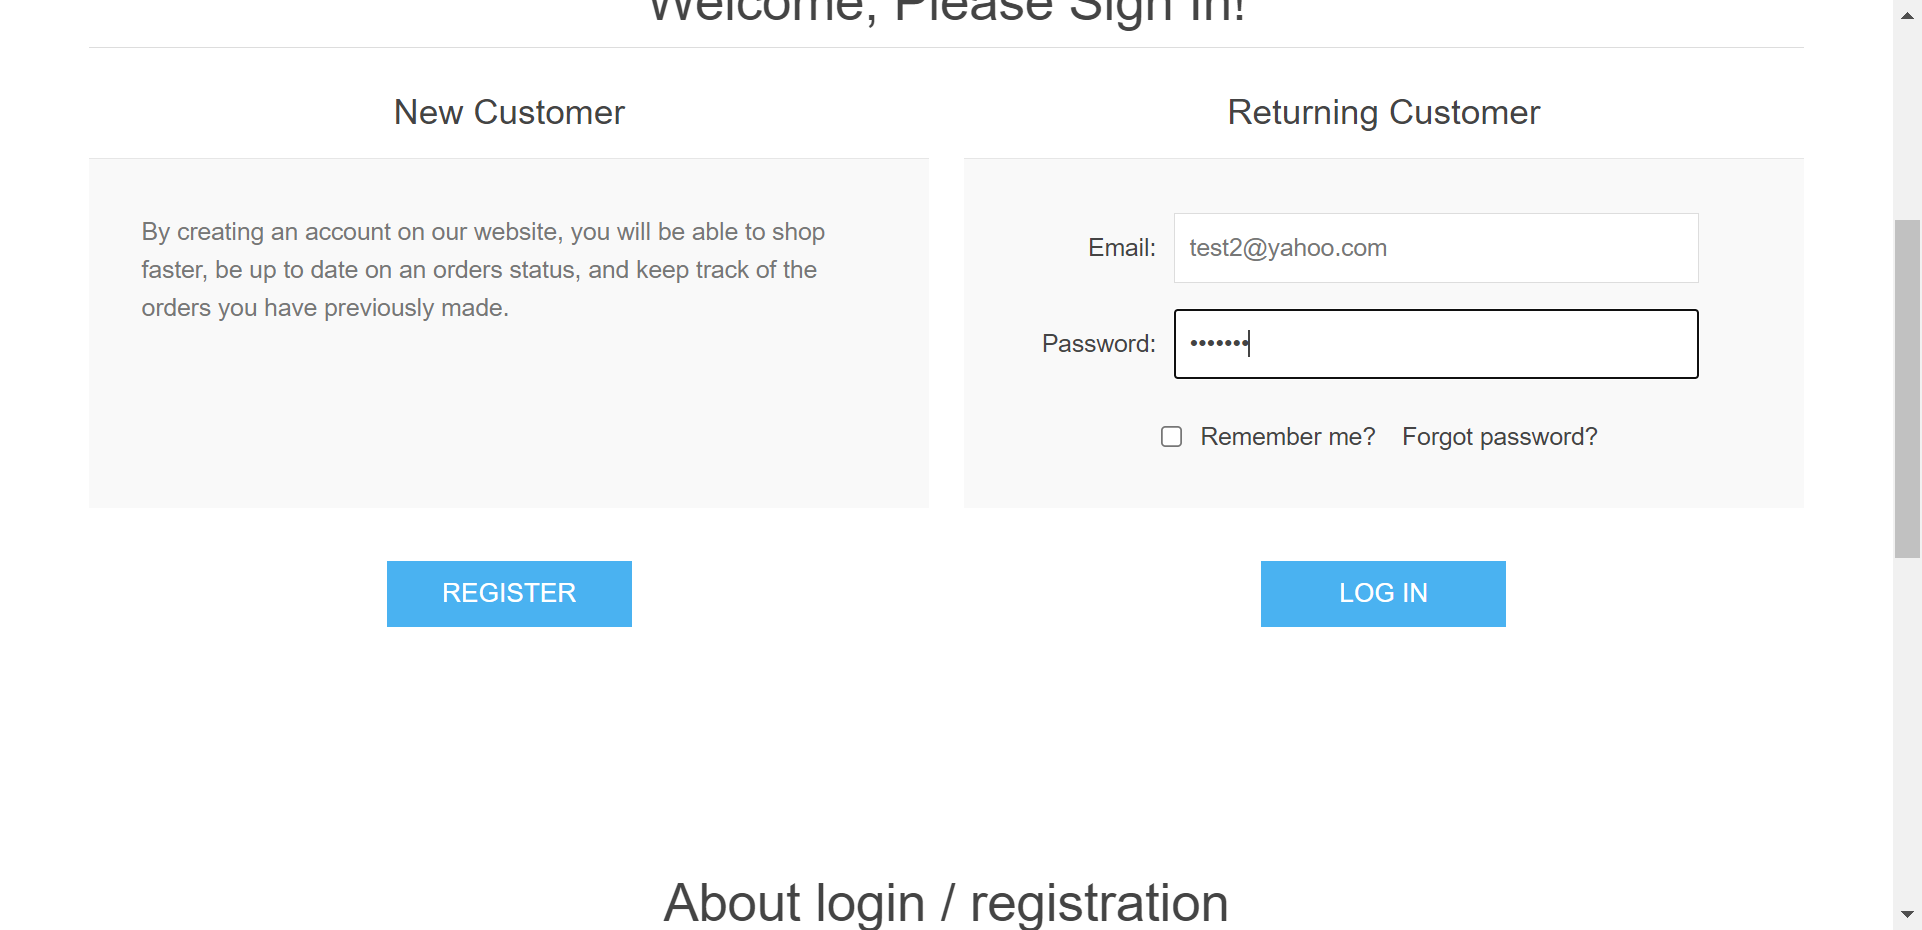 Welcome, Please Sign In!
New Customer
Returning Customer
By creating an account on our website, you will be able to shop
faster, be up to date on an orders status, and keep track of the
orders you have previously made.
Email: test2@yahoo.com
Password: •••••••
Remember me? Forgot password?
REGISTER
LOG IN
About login / registration